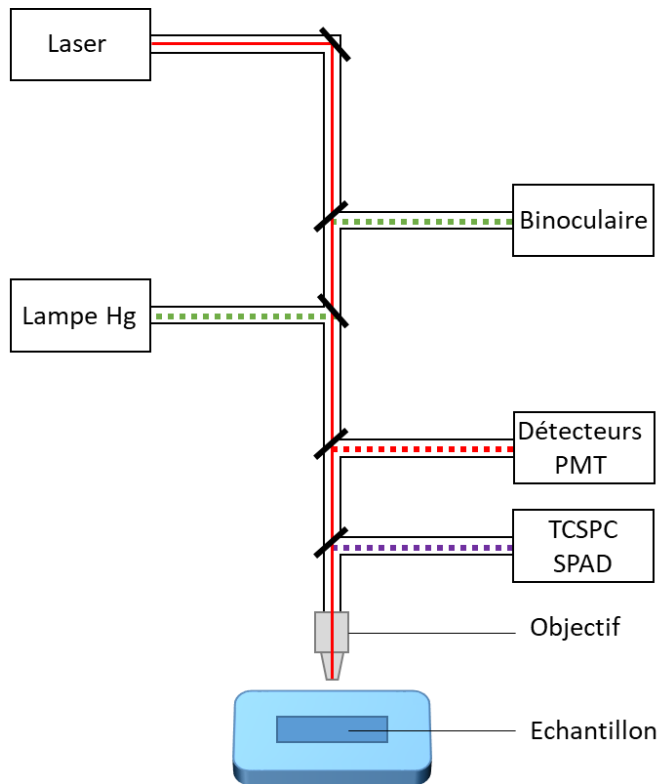 Laser
Binoculaire
Lampe Hg
Détecteurs
PMT
TCSPC
SPAD
Objectif
Echantillon